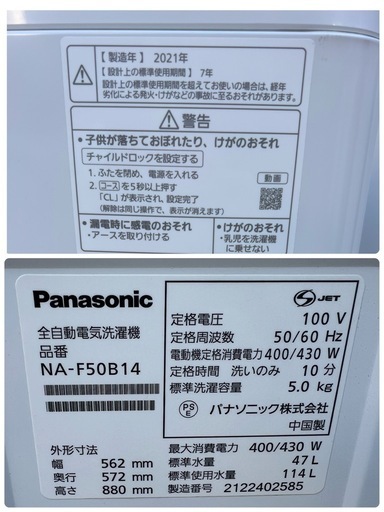 【製造年】2021年
【設計上の標準使用期間】7年
設計上の標準使用期間を超えてお使いの場合は、経年
劣化による発火・けがなどの事故に至るおそれがあります。
警告
・子供が落ちておぼれたり、けがのおそれ
チャイルドロックを設定する
1. ふたを閉め、電源を入れる
2. コースを5秒以上押す
「CL」が表示され、設定完了
(解除は同じ操作で、表示が消えます)
動画
・漏電時に感電のおそれ
・アースを取り付ける
・けがのおそれ
・乳児を洗濯機に乗せない
Panasonic
JET
全自動電気洗濯機
品番
NA-F50B14
定格電圧 100 V
定格周波数 50/60 Hz
電動機定格消費電力 400/430 W
定格時間 洗いのみ 10 分
標準洗濯容量 5.0 kg
PSE
パナソニック株式会社
中国製
外形寸法
幅 562 mm
奥行 572 mm
高さ 880 mm
最大消費電力 400/430 W
標準水量 47 L
標準使用水量 114 L
製造番号 2122402585